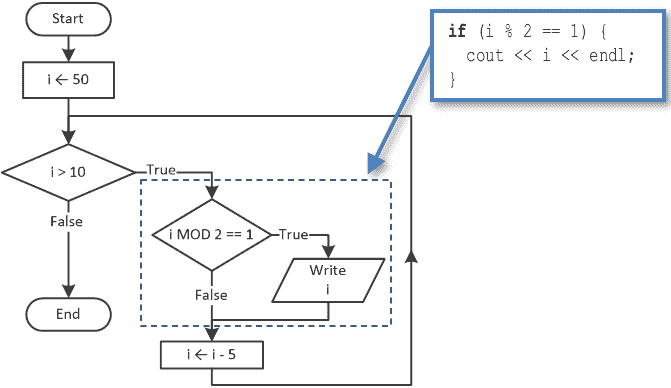 Start
i ← 50
i > 10
True
False
End
i MOD 2 == 1
True
Write
i
False
i ← i - 5
if (i % 2 == 1) {
  cout << i << endl;
}